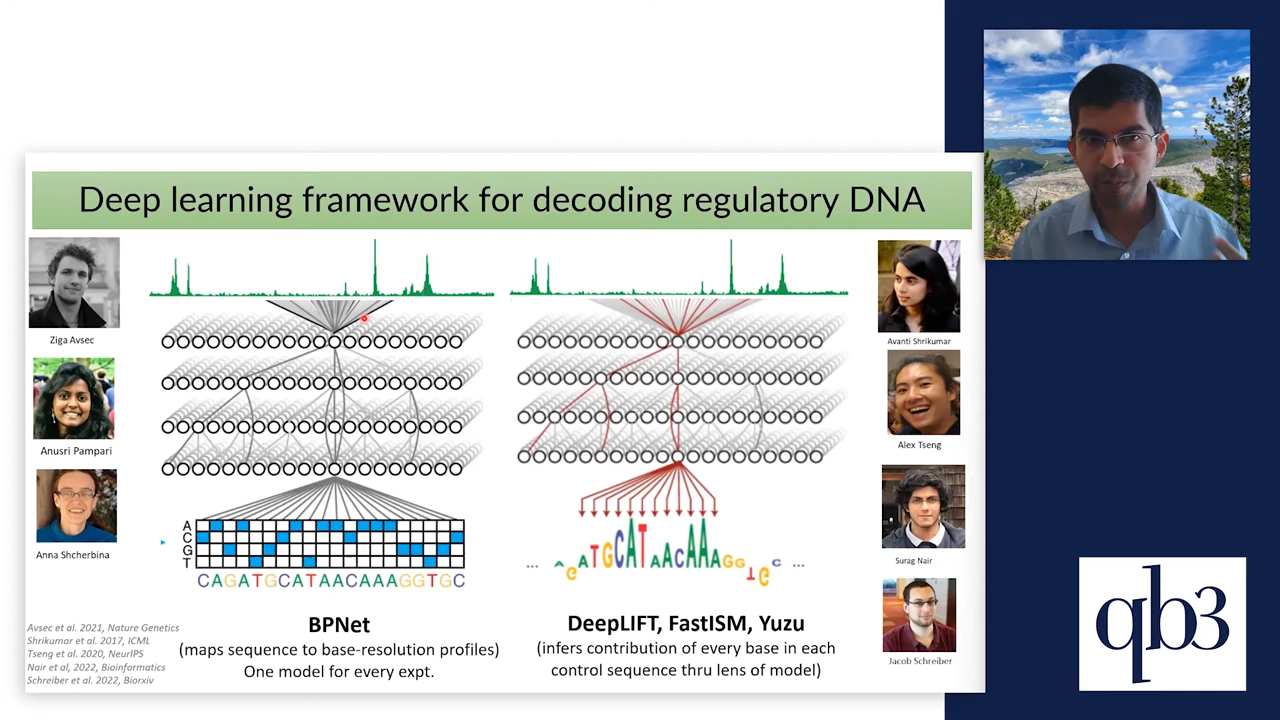 Deep learning framework for decoding regulatory DNA
Ziga Avsec
Anusri Pampari
Anna Shcherbina
Avanti Shrikumar
Alex Tseng
Surag Nair
Jacob Schreiber
A
C
G
T
CAGATGCATAACAAAGGTGC
... AGATGCATAACAAAGGTGC ...
BPNet
(maps sequence to base-resolution profiles)
One model for every expt.
DeepLIFT, FastISM, Yuzu
(infers contribution of every base in each
control sequence thru lens of model)
Avsec et al. 2021, Nature Genetics
Shrikumar et al. 2017, ICML
Tseng et al. 2020, NeurIPS
Nair et al, 2022, Bioinformatics
Schreiber et al. 2022, Biorxiv
qb3